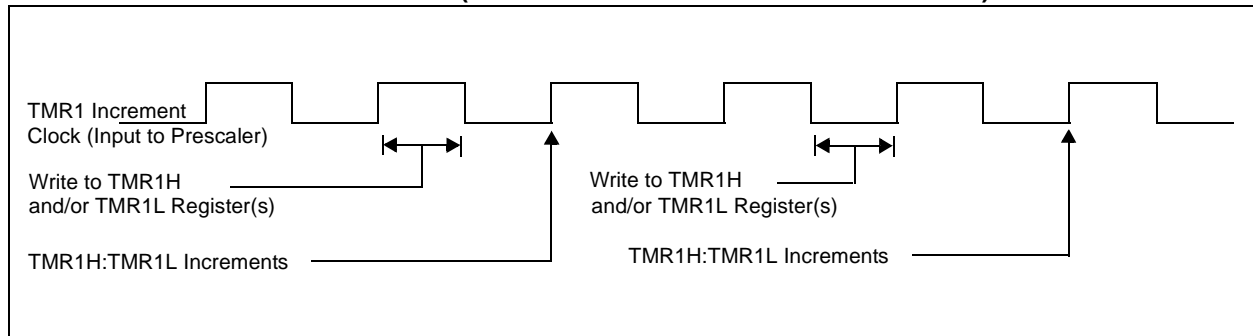 TMR1 Increment
Clock (Input to Prescaler)
Write to TMR1H
and/or TMR1L Register(s)
TMR1H:TMR1L Increments
Write to TMR1H
and/or TMR1L Register(s)
TMR1H:TMR1L Increments